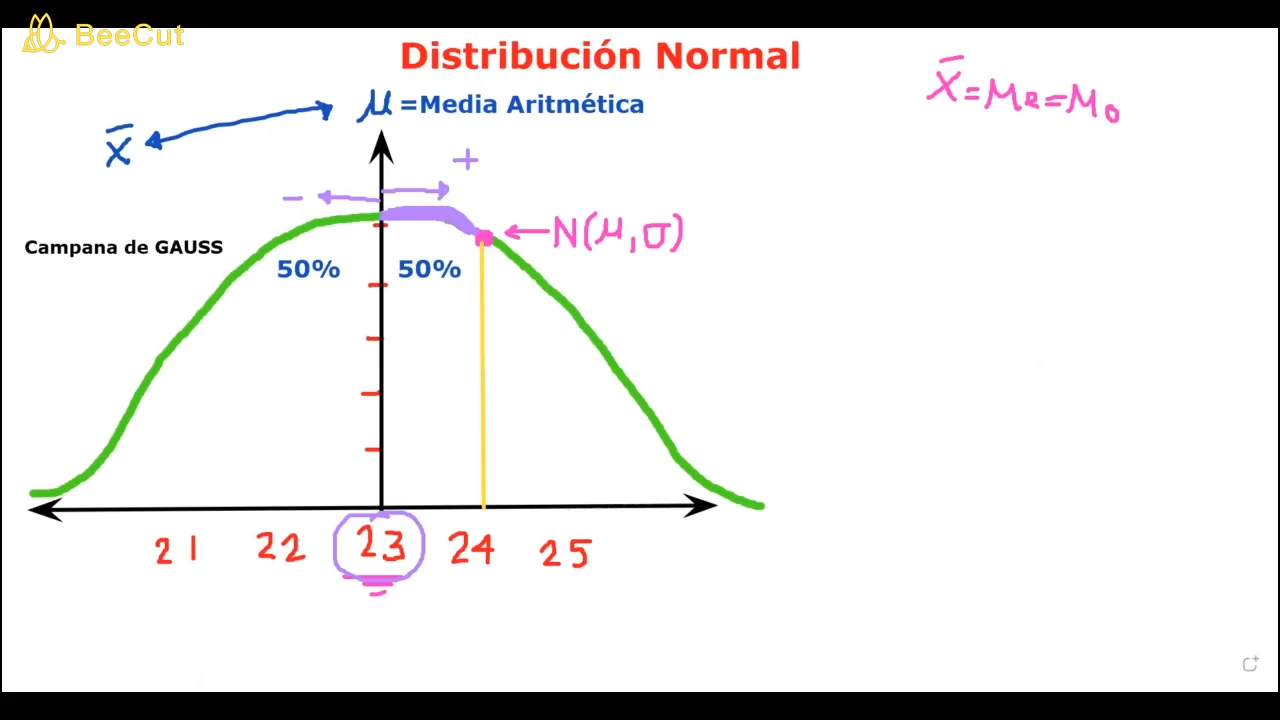 BeeCut
Distribución Normal
X̄ = Me = Mo
μ =Media Aritmética
X̄
+
-
N(μ, σ)
Campana de GAUSS
50% 50%
21 22 23 24 25